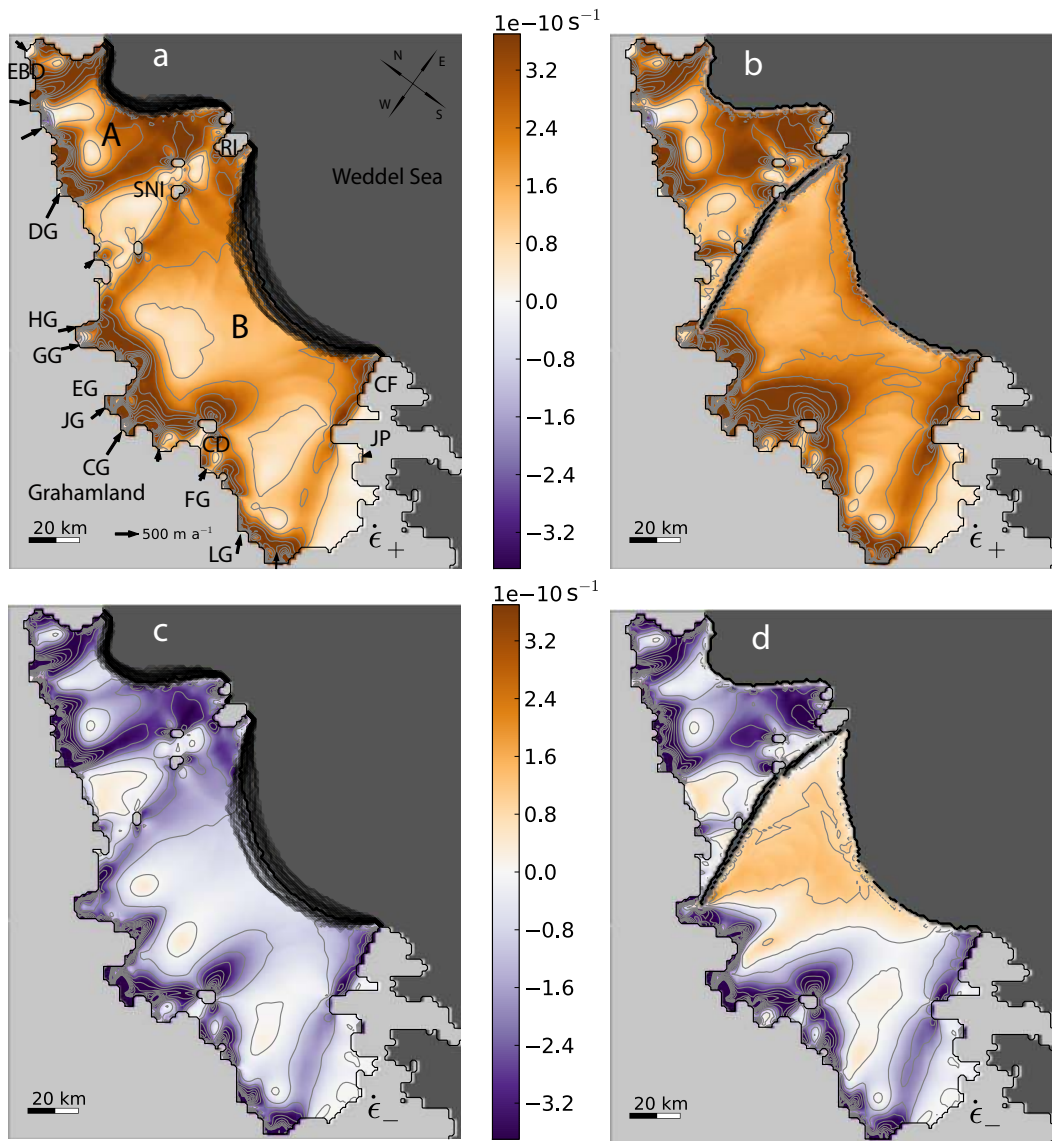 1e−10 S⁻¹
1e−10 S⁻¹
a
b
N
E
W
S
EBD
A
RI
Weddel Sea
SNI
DG
HG
B
GG
EG
CF
JG
CD
JP
CG
FG
Grahamland
LG
20 km
500 m a⁻¹
ϵ̇₊
20 km
ϵ̇₊
3.2
2.4
1.6
0.8
0.0
−0.8
−1.6
−2.4
−3.2
1e−10 S⁻¹
c
d
3.2
2.4
1.6
0.8
0.0
−0.8
−1.6
−2.4
−3.2
20 km
ϵ̇₋
20 km
ϵ̇₋